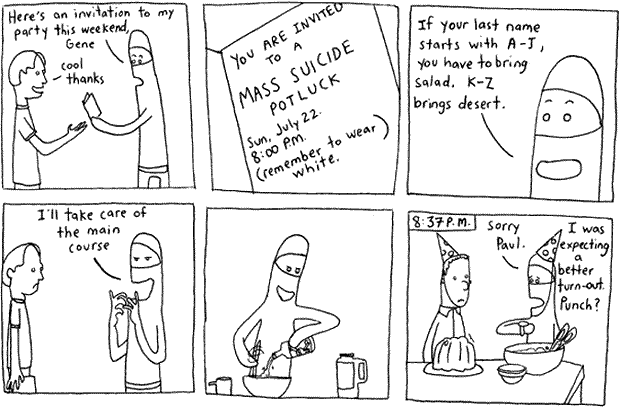 Here's an invitation to my
party this weekend,
Gene
cool
thanks
YOU ARE INVITED
TO A
MASS SUICIDE
POTLUCK
Sun, July 22.
8:00 P.M.
(remember to wear)
white.
If your last name
starts with A-J,
you have to bring
salad. K-Z
brings desert.
I'll take care of
the main
course
8:37 P.M.
Sorry
Paul.
I was
expecting
a
better
turn-out.
Punch?